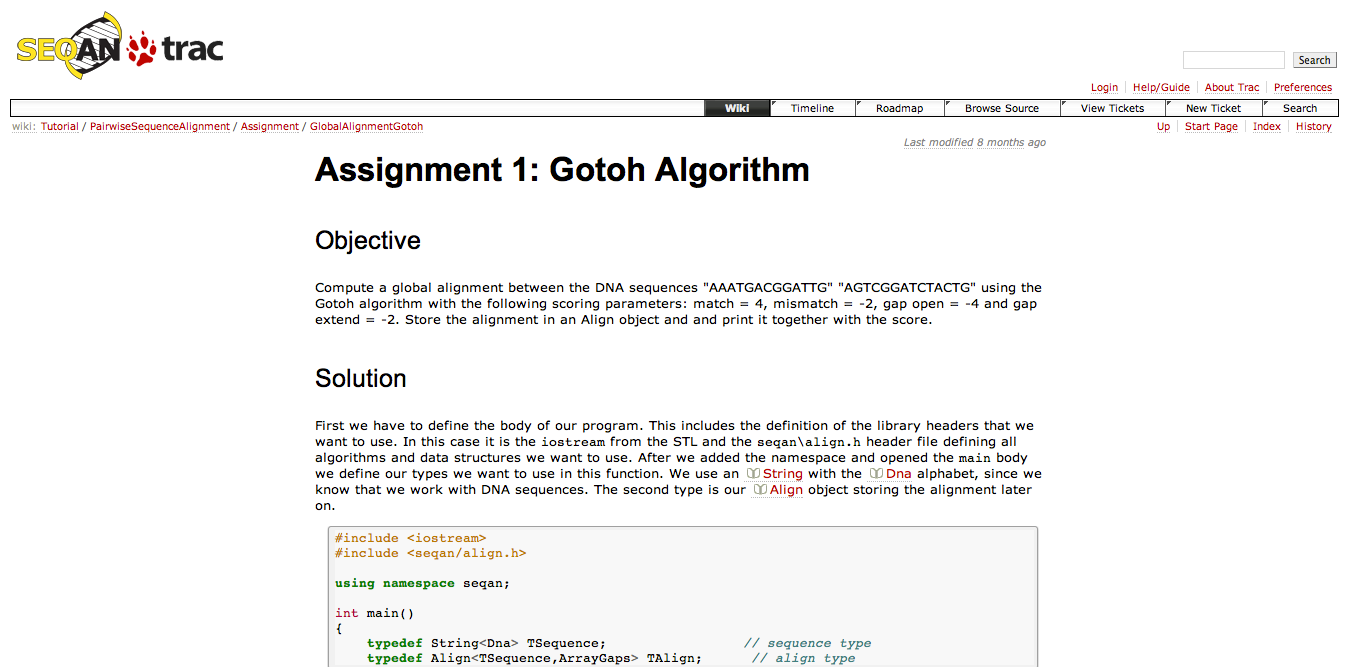 SEQAN trac
Search
Login Help/Guide About Trac Preferences
Wiki Timeline Roadmap Browse Source View Tickets New Ticket Search
wiki: Tutorial / PairwiseSequenceAlignment / Assignment / GlobalAlignmentGotoh Up Start Page Index History
Last modified 8 months ago
Assignment 1: Gotoh Algorithm
Objective
Compute a global alignment between the DNA sequences "AAATGACGGATTG" "AGTCGGATCTACTG" using the
Gotoh algorithm with the following scoring parameters: match = 4, mismatch = -2, gap open = -4 and gap
extend = -2. Store the alignment in an Align object and and print it together with the score.
Solution
First we have to define the body of our program. This includes the definition of the library headers that we
want to use. In this case it is the iostream from the STL and the seqan\align.h header file defining all
algorithms and data structures we want to use. After we added the namespace and opened the main body
we define our types we want to use in this function. We use an String with the Dna alphabet, since we
know that we work with DNA sequences. The second type is our Align object storing the alignment later
on.
#include <iostream>
#include <seqan/align.h>
using namespace seqan;
int main()
{
typedef String<Dna> TSequence; // sequence type
typedef Align<TSequence,ArrayGaps> TAlign; // align type